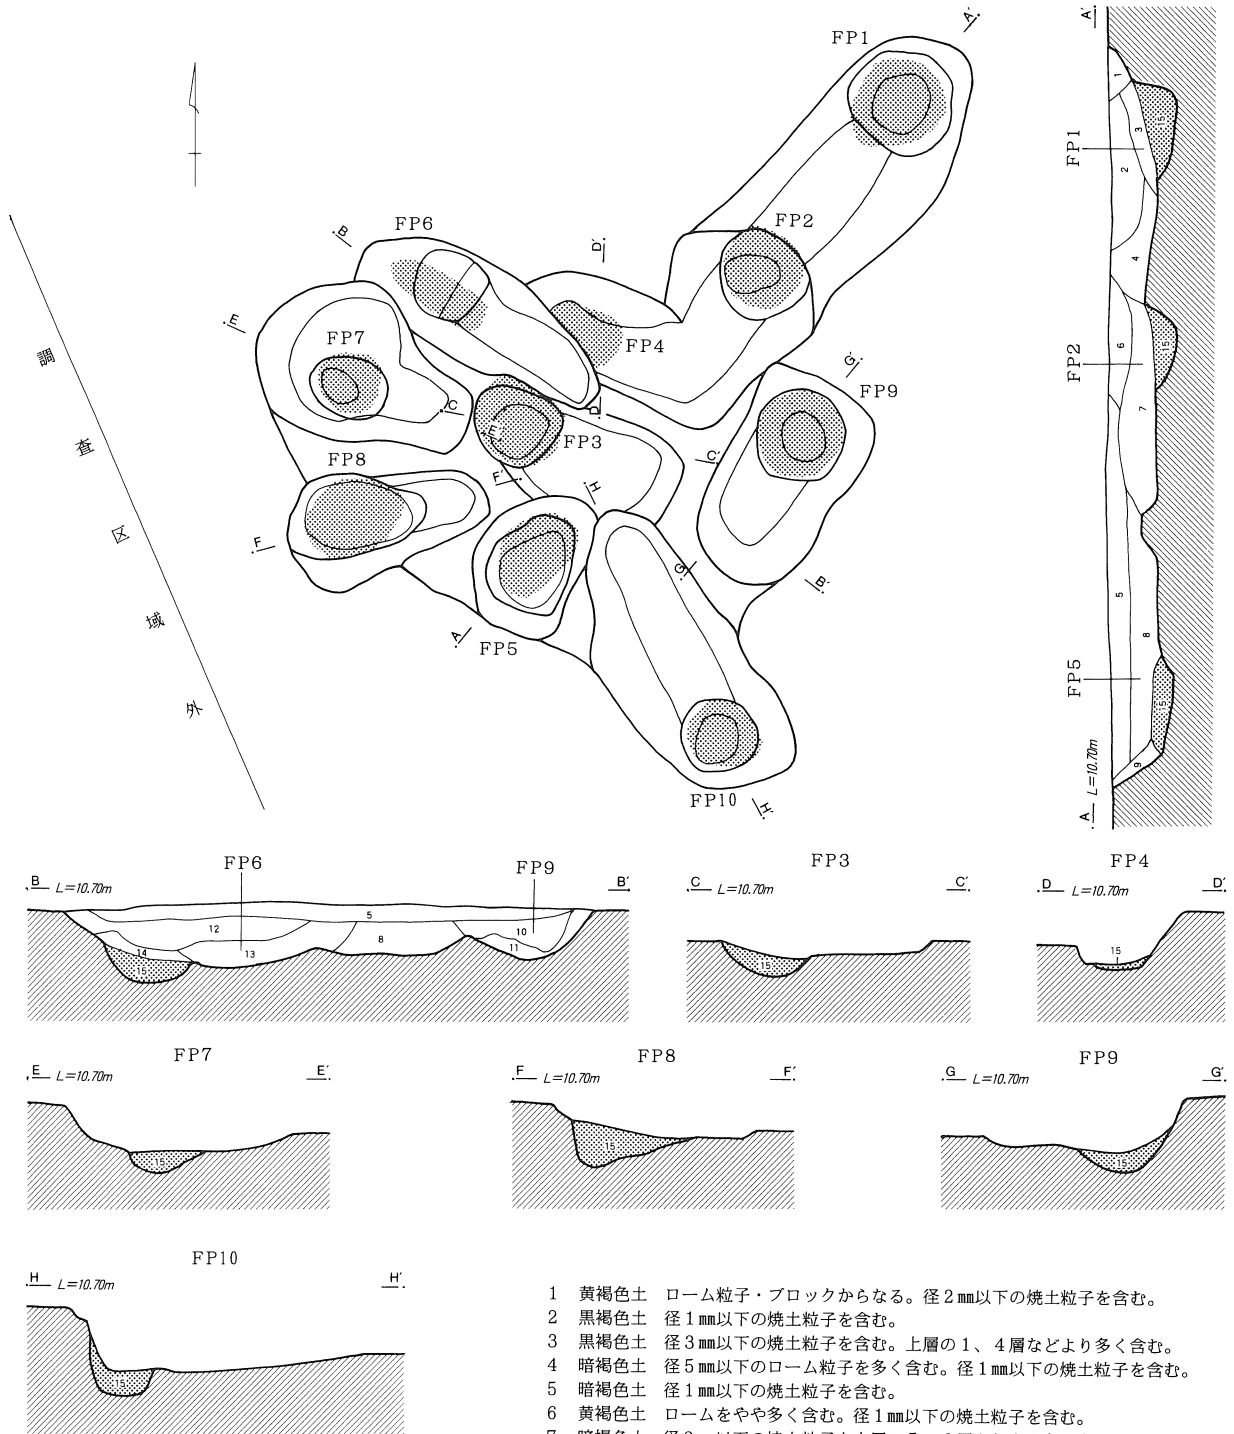 A′
FP1
FP2
B
FP6
D′
E
FP7
FP4
G′
FP9
C
D
E′
FP3
C′
FP8
F′
H
F
G
B′
A
FP5
FP10
H′
調査区域外
A′
1
15
3
FP1
2
4
6
15
FP2
7
5
8
FP5
15
9
A L=10.70m
FP6 FP9
B L=10.70m B′
5
12 10
8
14 13 11
15
FP3
C L=10.70m C′
15
FP4
D L=10.70m D′
15
FP7
E L=10.70m E′
15
FP8
F L=10.70m F′
15
FP9
G L=10.70m G′
15
FP10
H L=10.70m H′
15
1 黄褐色土 ローム粒子・ブロックからなる。径2㎜以下の焼土粒子を含む。
2 黒褐色土 径1㎜以下の焼土粒子を含む。
3 黒褐色土 径3㎜以下の焼土粒子を含む。上層の1、4層などより多く含む。
4 暗褐色土 径5㎜以下のローム粒子を多く含む。径1㎜以下の焼土粒子を含む。
5 暗褐色土 径1㎜以下の焼土粒子を含む。
6 黄褐色土 ロームをやや多く含む。径1㎜以下の焼土粒子を含む。